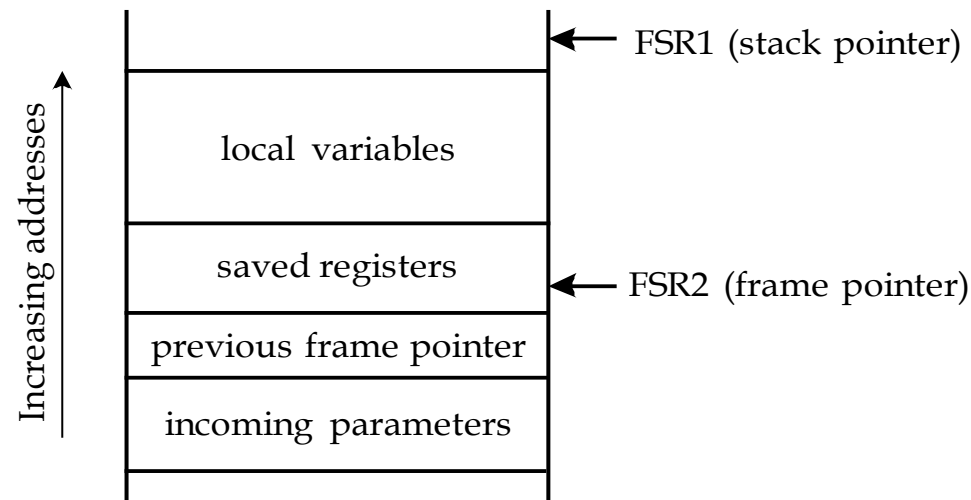 FSR1 (stack pointer)
Increasing addresses
local variables
saved registers
FSR2 (frame pointer)
previous frame pointer
incoming parameters